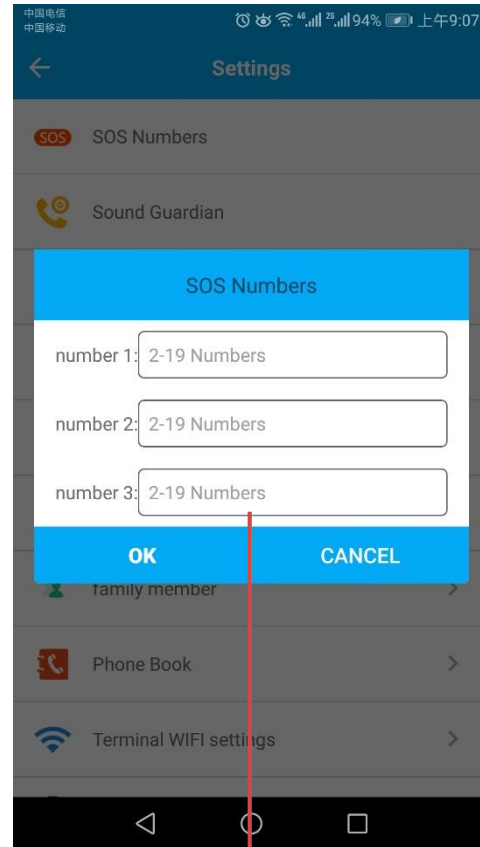 中国电信
中国移动
4G 2G 94% 上午9:07
Settings
SOS SOS Numbers
Sound Guardian
SOS Numbers
number 1: 2-19 Numbers
number 2: 2-19 Numbers
number 3: 2-19 Numbers
OK CANCEL
family member
Phone Book
Terminal WIFI settings